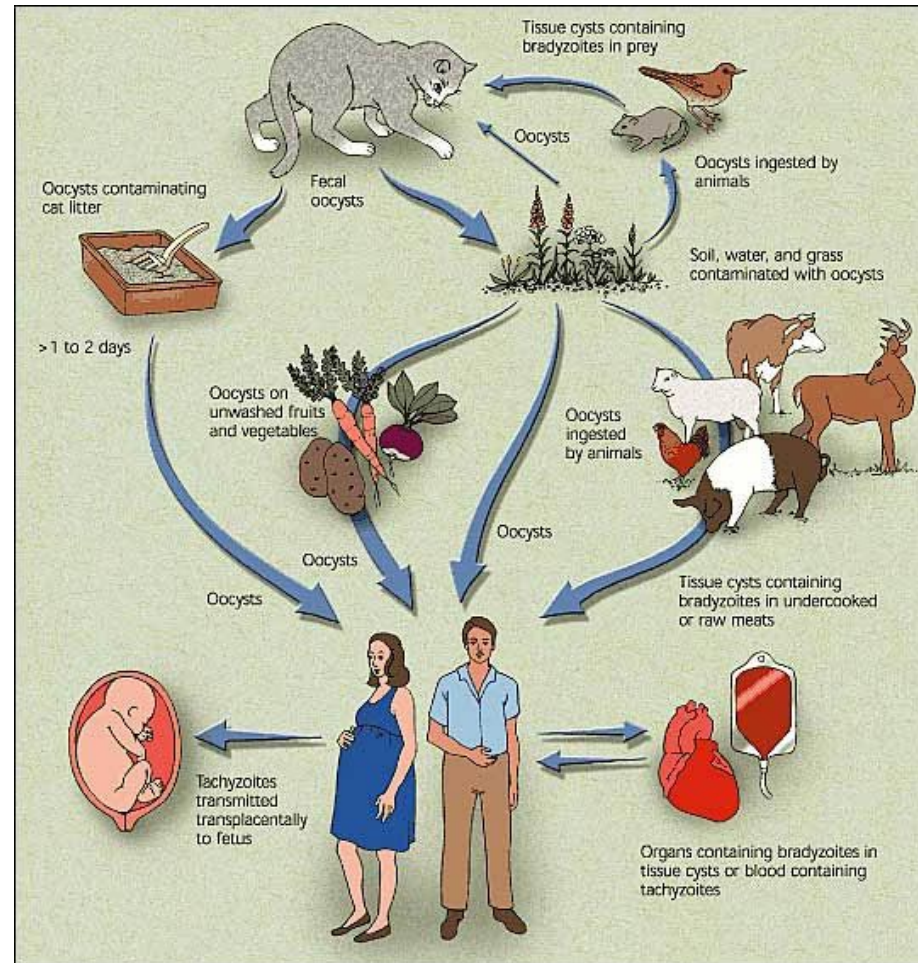 Tissue cysts containing
bradyzoites in prey
Oocysts
Oocysts ingested by
animals
Oocysts contaminating
cat litter
Fecal
oocysts
Soil, water, and grass
contaminated with oocysts
>1 to 2 days
Oocysts on
unwashed fruits
and vegetables
Oocysts
ingested
by animals
Oocysts
Oocysts
Oocysts
Tissue cysts containing
bradyzoites in undercooked
or raw meats
Tachyzoites
transmitted
transplacentally
to fetus
Organs containing bradyzoites in
tissue cysts or blood containing
tachyzoites